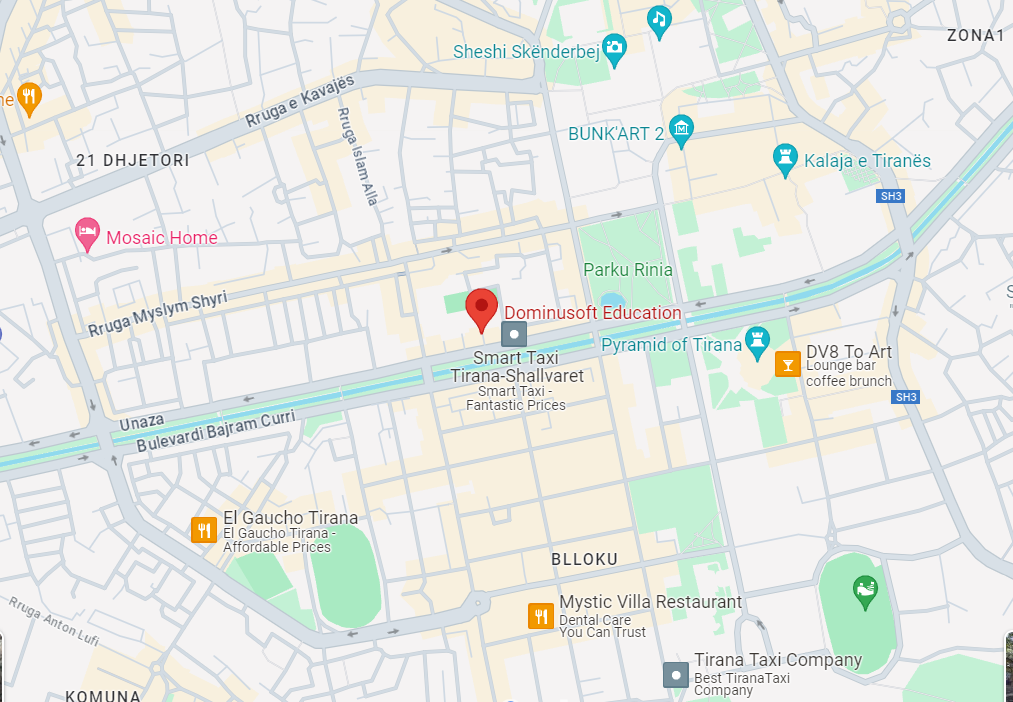 ZONA1
Sheshi Skënderbej
Rruga e Kavajës
Rruga Islam Alla
BUNK'ART 2
21 DHJETORI
Kalaja e Tiranës
SH3
Mosaic Home
Parku Rinia
Rruga Myslym Shyri
Dominusoft Education
Pyramid of Tirana
DV8 To Art
Lounge bar
coffee brunch
Smart Taxi
Tirana-Shallvaret
Smart Taxi -
Fantastic Prices
SH3
Unaza
Bulevardi Bajram Curri
El Gaucho Tirana
El Gaucho Tirana -
Affordable Prices
BLLOKU
Mystic Villa Restaurant
Dental Care
You Can Trust
Rruga Anton Lufi
Tirana Taxi Company
Best TiranaTaxi
Company
KOMUNA